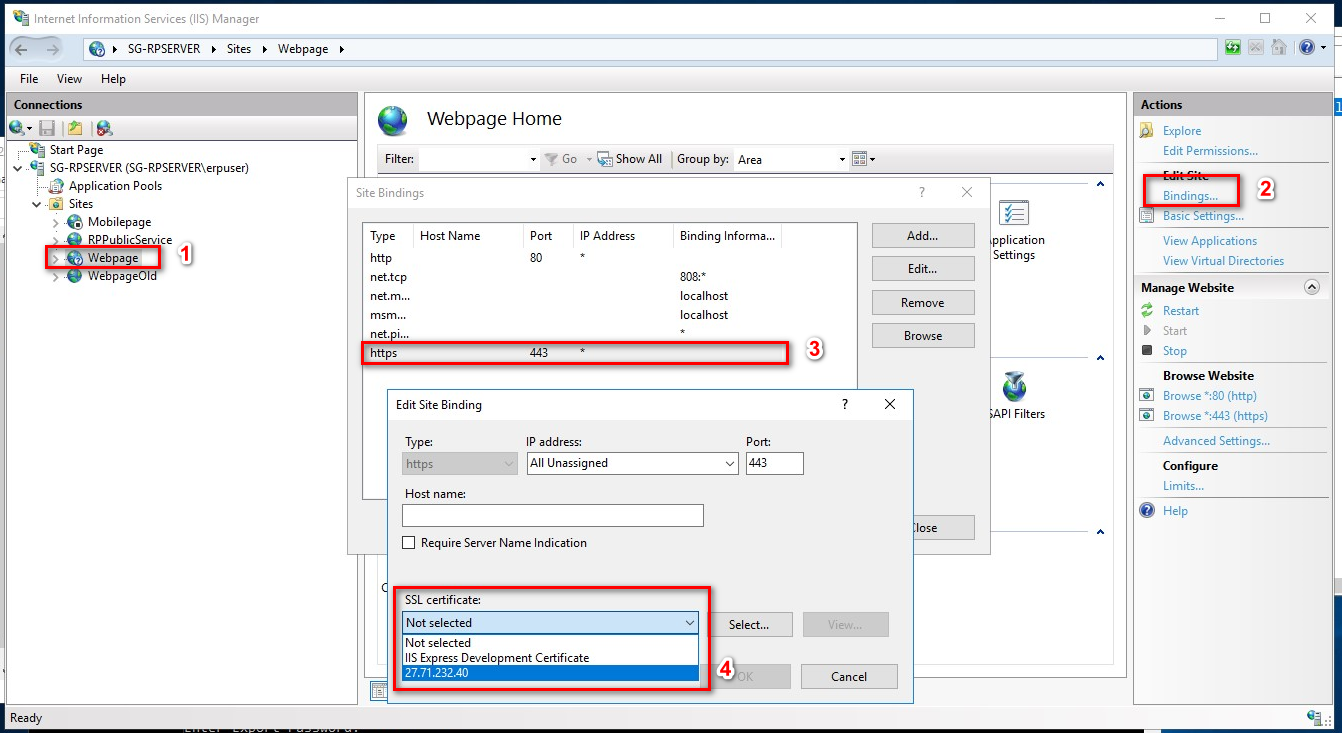 Internet Information Services (IIS) Manager
SG-RPSERVER Sites Webpage
File View Help
Connections
Start Page
SG-RPSERVER (SG-RPSERVER\erpuser)
Application Pools
Sites
Mobilepage
RPPublicService
Webpage
1
WebpageOld
Webpage Home
Filter: Go Show All Group by: Area
Site Bindings
?
Type Host Name Port IP Address Binding Informa...
http 80 *
net.tcp 808:*
net.m... localhost
msm... localhost
net.pi... *
https 443 *
3
Add...
Edit...
Remove
Browse
Close
Application
Settings
ISAPI Filters
Edit Site Binding
?
Type: IP address: Port:
https All Unassigned 443
Host name:
Require Server Name Indication
SSL certificate:
Not selected Select... View...
Not selected
IIS Express Development Certificate
27.71.232.40
4
OK Cancel
Actions
Explore
Edit Permissions...
Edit Site
Bindings...
2
Basic Settings...
View Applications
View Virtual Directories
Manage Website
Restart
Start
Stop
Browse Website
Browse *:80 (http)
Browse *:443 (https)
Advanced Settings...
Configure
Limits...
Help
Ready
Enter Export Password: